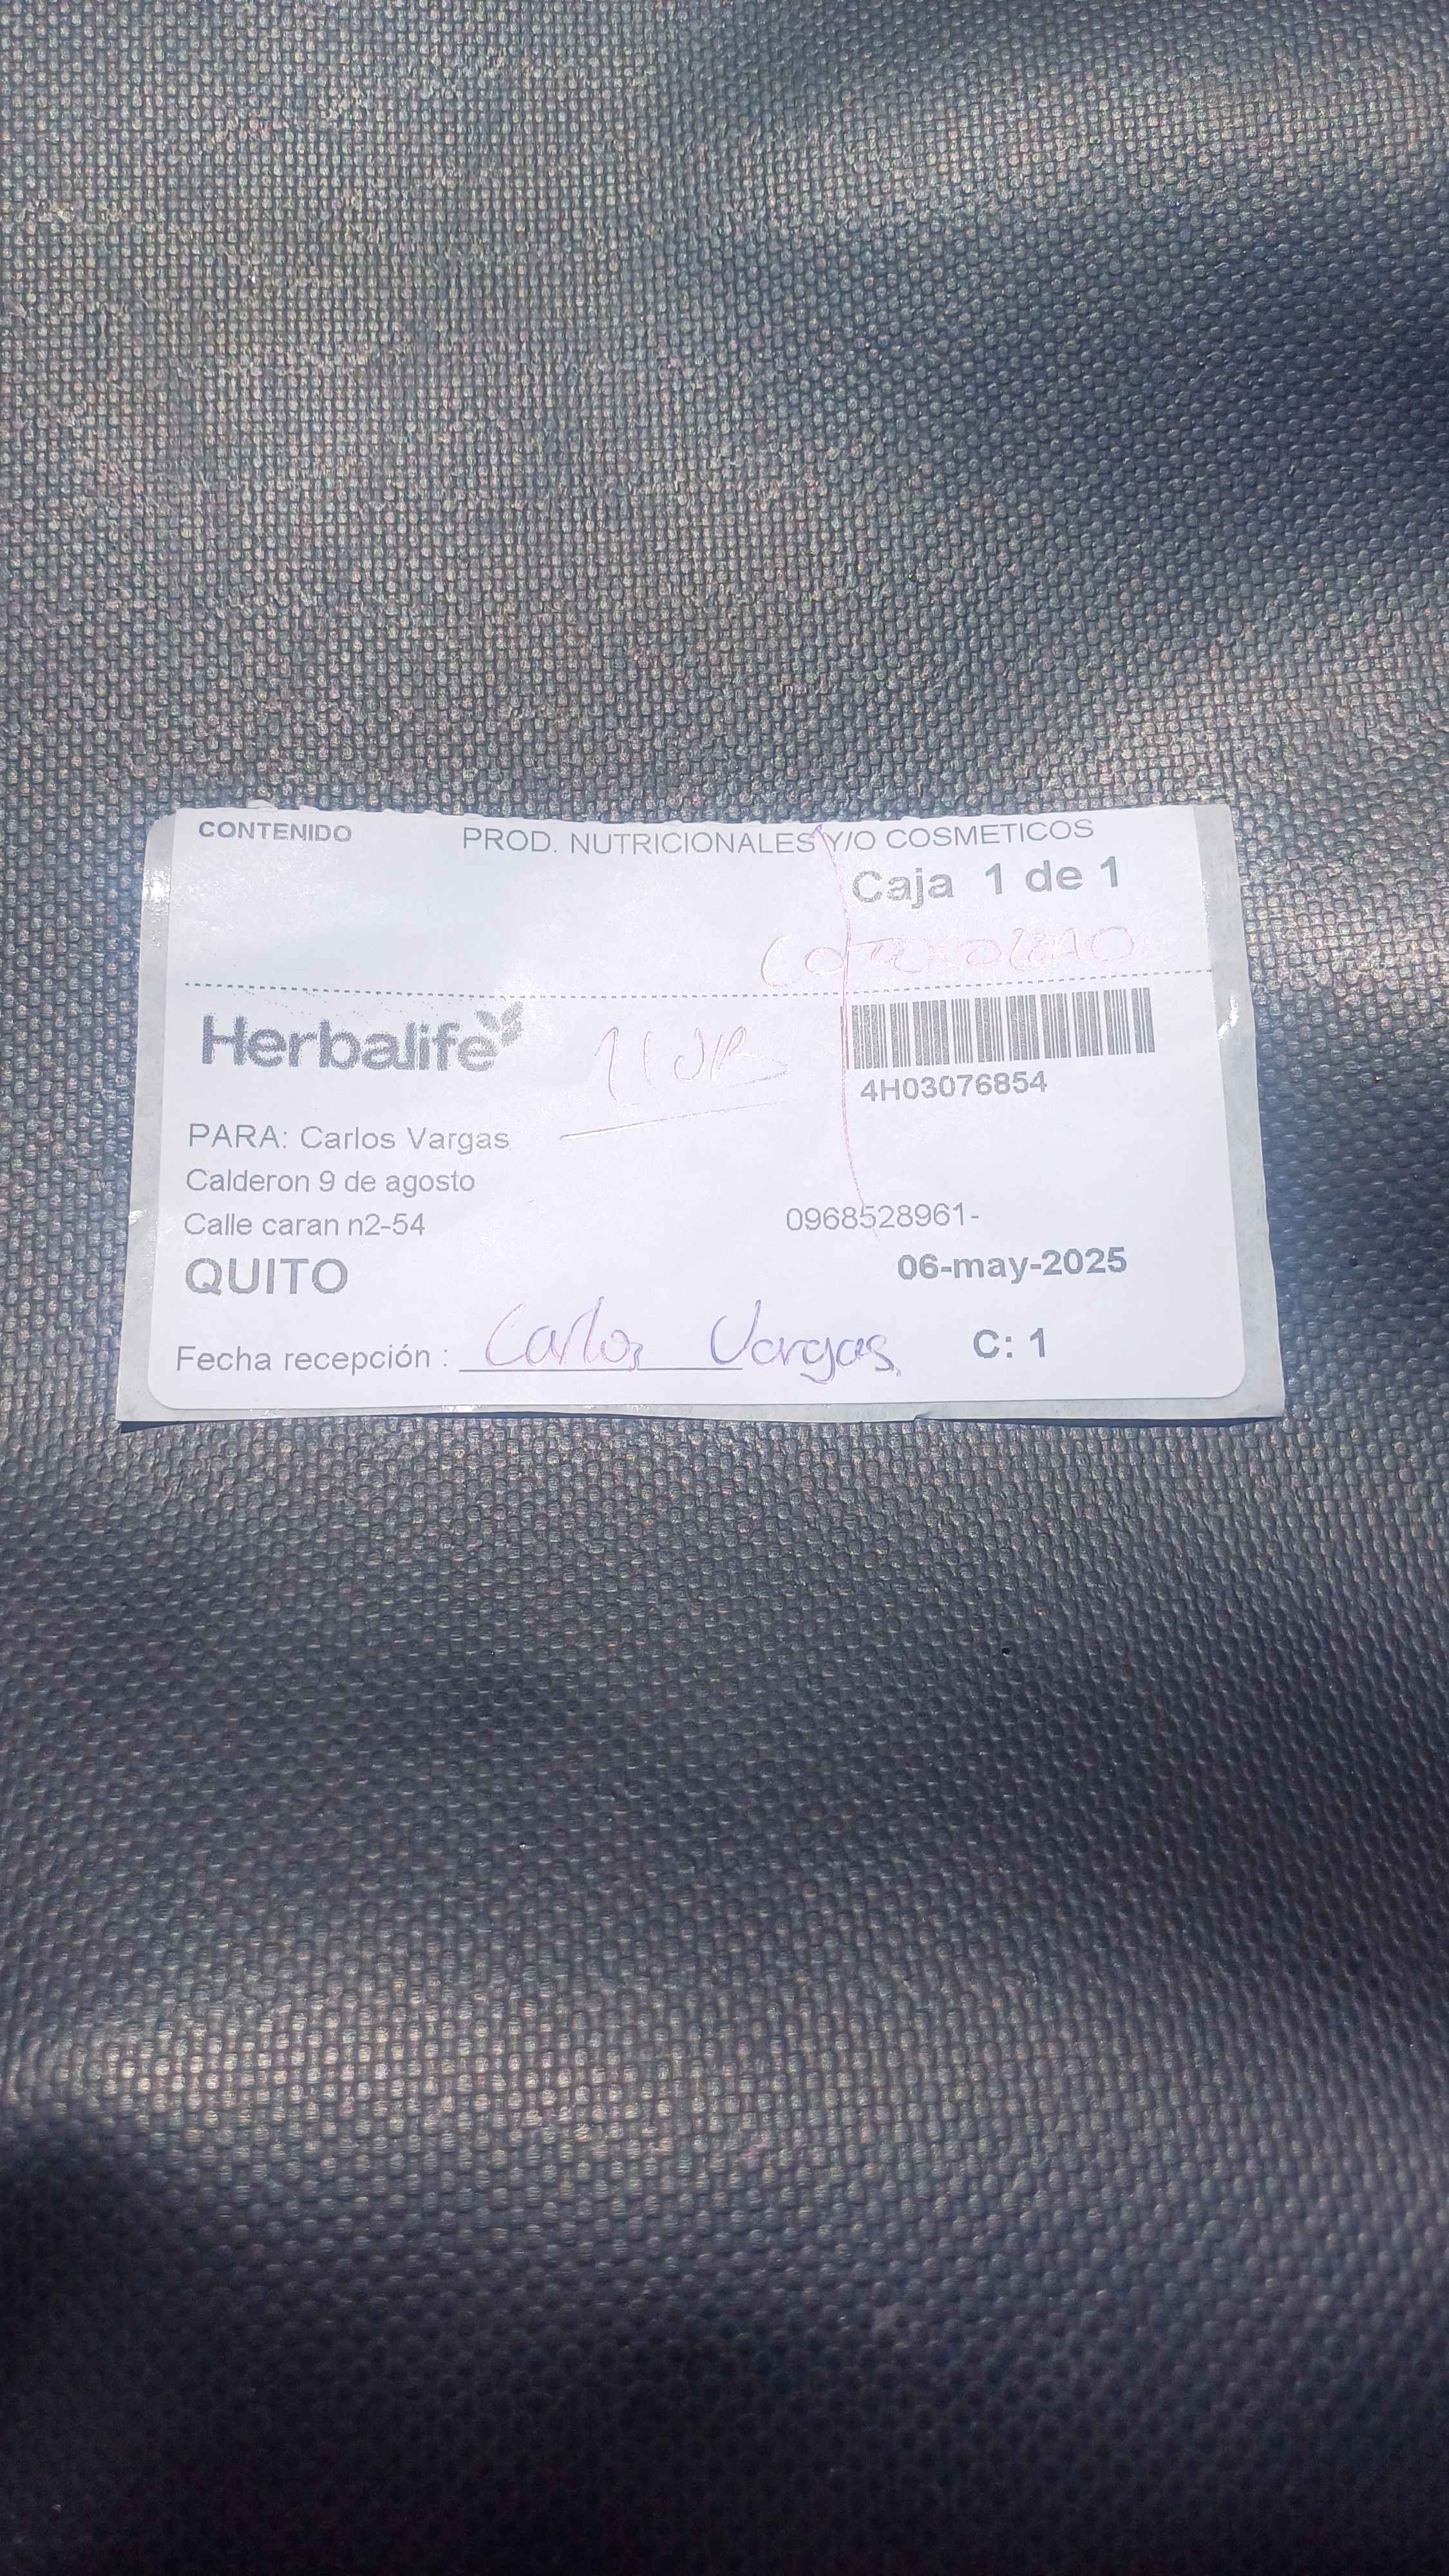 CONTENIDO PROD. NUTRICIONALES Y/O COSMETICOS
Caja 1 de 1
Herbalife
4H03076854
PARA: Carlos Vargas
Calderon 9 de agosto
Calle caran n2-54
0968528961-
QUITO
06-may-2025
Fecha recepción : Carlos Vargas
C: 1